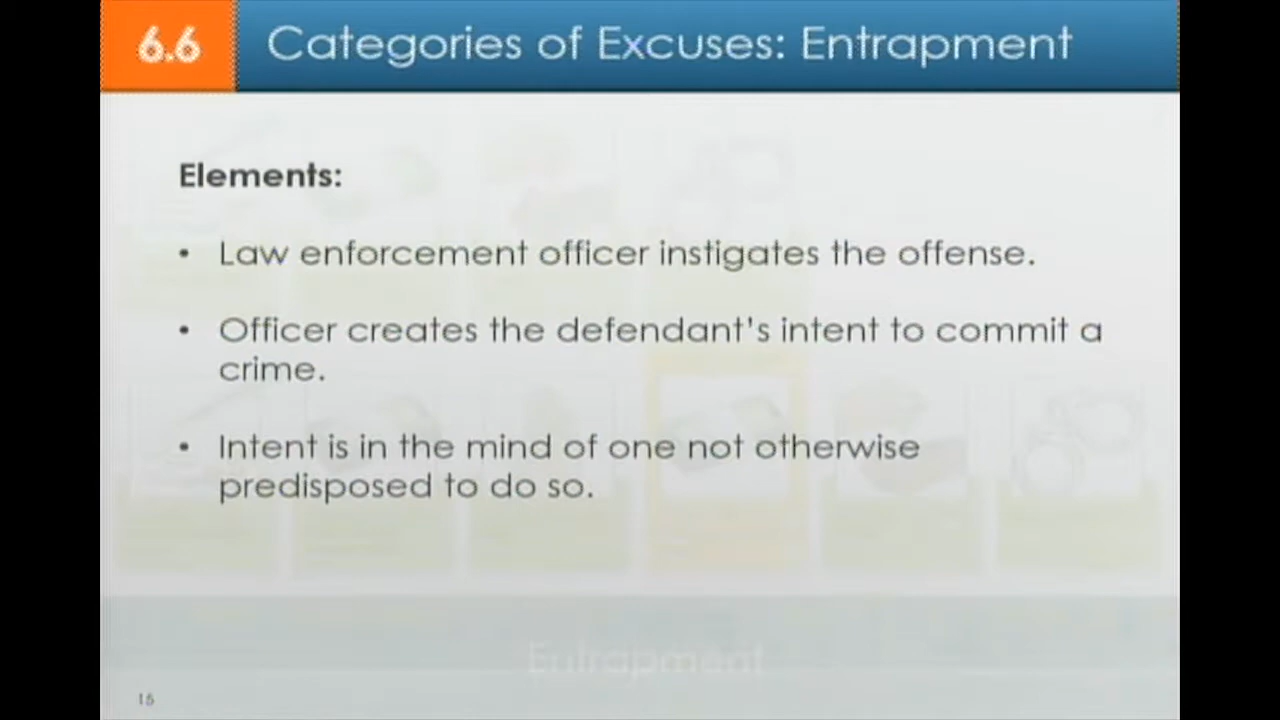 6.6
Categories of Excuses: Entrapment
Elements:
• Law enforcement officer instigates the offense.
• Officer creates the defendant's intent to commit a
crime.
• Intent is in the mind of one not otherwise
predisposed to do so.
Entrapment
15